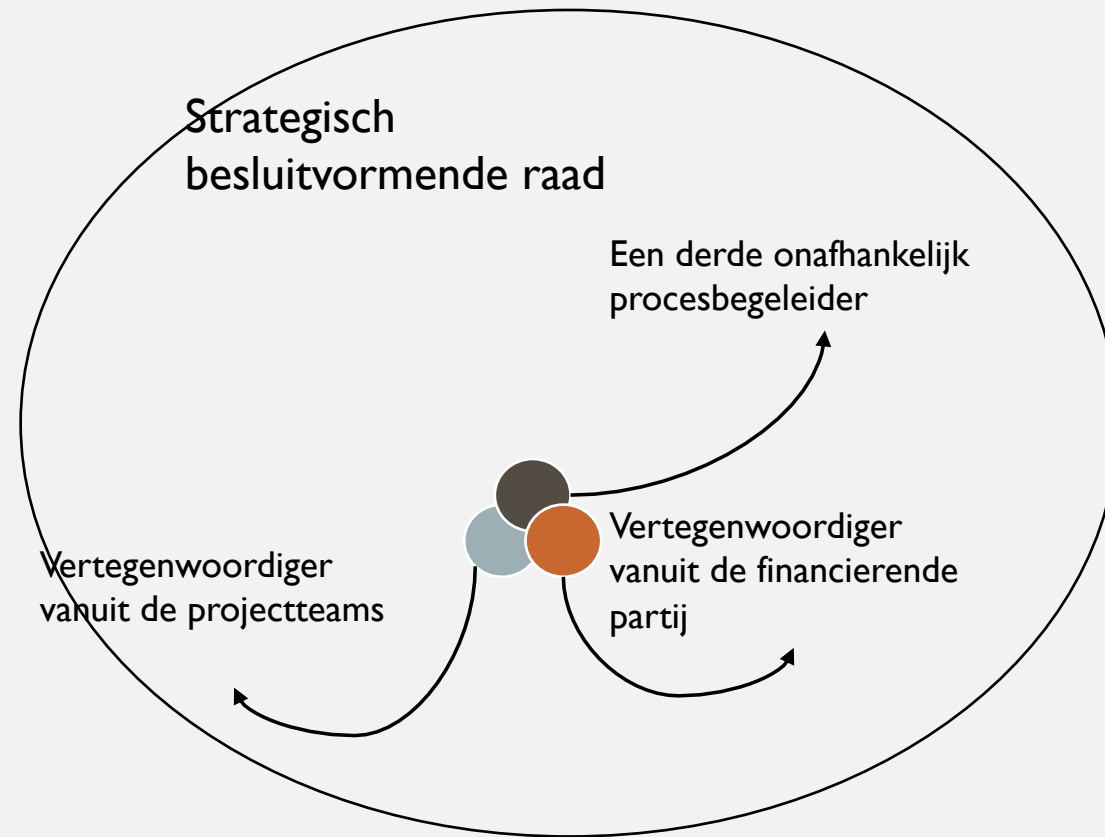 Strategisch
besluitvormende raad
Een derde onafhankelijk
procesbegeleider
Vertegenwoordiger
vanuit de financierende
partij
Vertegenwoordiger
vanuit de projectteams